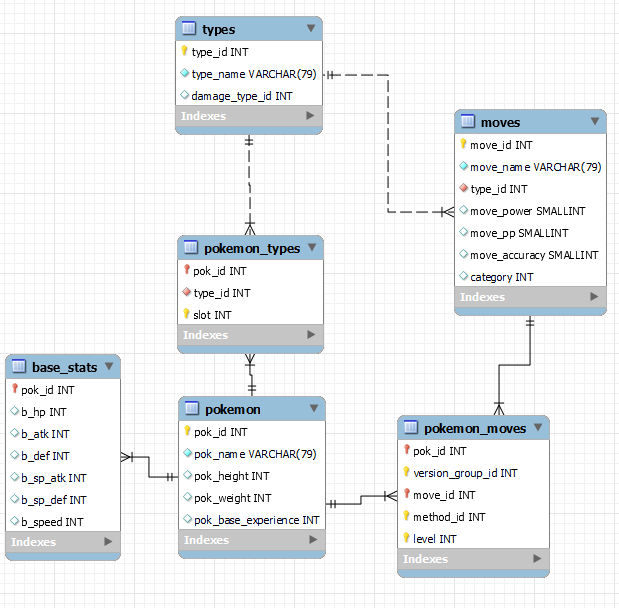 types
type_id INT
type_name VARCHAR(79)
damage_type_id INT
Indexes
moves
move_id INT
move_name VARCHAR(79)
type_id INT
move_power SMALLINT
move_pp SMALLINT
move_accuracy SMALLINT
category INT
Indexes
pokemon_types
pok_id INT
type_id INT
slot INT
Indexes
base_stats
pok_id INT
b_hp INT
b_atk INT
b_def INT
b_sp_atk INT
b_sp_def INT
b_speed INT
Indexes
pokemon
pok_id INT
pok_name VARCHAR(79)
pok_height INT
pok_weight INT
pok_base_experience INT
Indexes
pokemon_moves
pok_id INT
version_group_id INT
move_id INT
method_id INT
level INT
Indexes